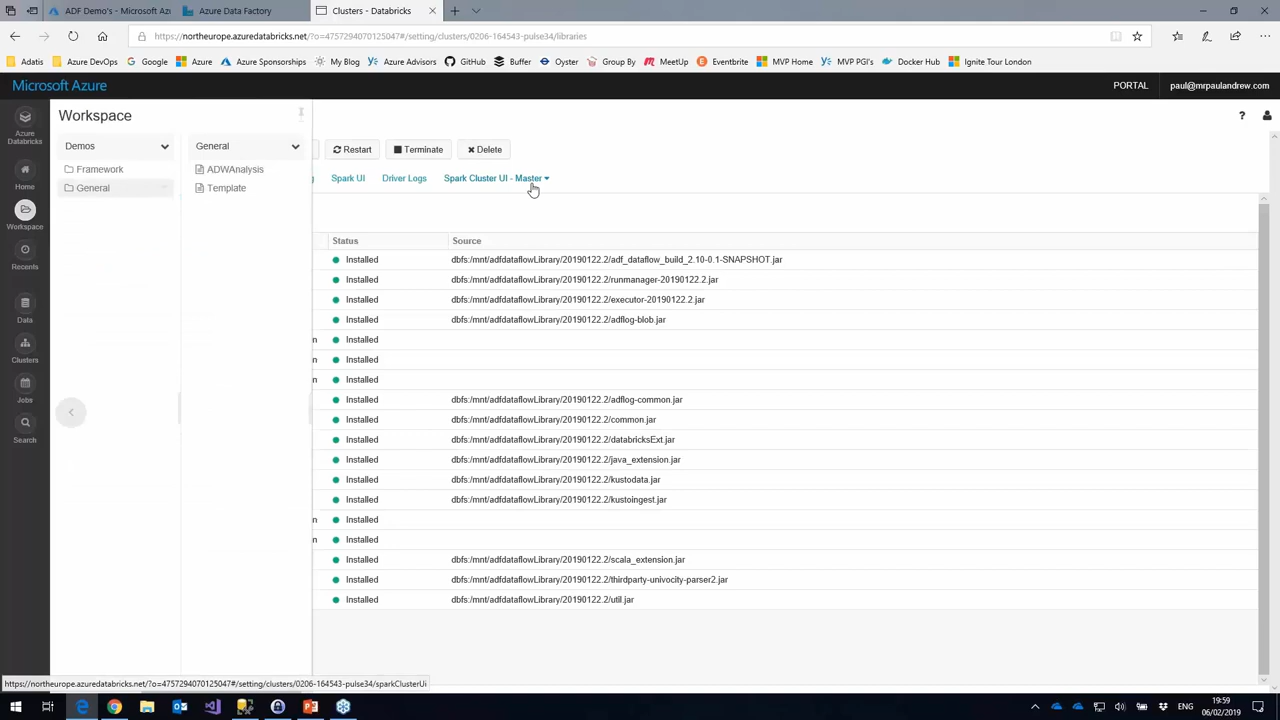 ADF Demos - Microsoft Azure
Azure Data Factory
Clusters - Databricks
https://northeurope.azuredatabricks.net/?o=4757294070125047#/setting/clusters/0206-164543-pulse34/libraries
Adatis
Azure DevOps
Google
Azure
Azure Sponsorships
My Blog
Azure Advisors
GitHub
Buffer
Oyster
Group By
MeetUp
Eventbrite
MVP Home
MVP PGI's
Docker Hub
Ignite Tour London
Microsoft Azure
PORTAL
paul@mrpaulandrew.com
Azure
Databricks
Home
Workspace
Recents
Data
Clusters
Jobs
Search
Workspace
Demos
Framework
General
General
ADWAnalysis
Template
Restart
Terminate
Delete
Spark UI
Driver Logs
Spark Cluster UI - Master
Status Source
Installed dbfs:/mnt/adfdataflowLibrary/20190122.2/adf_dataflow_build_2.10-0.1-SNAPSHOT.jar
Installed dbfs:/mnt/adfdataflowLibrary/20190122.2/runmanager-20190122.2.jar
Installed dbfs:/mnt/adfdataflowLibrary/20190122.2/executor-20190122.2.jar
Installed dbfs:/mnt/adfdataflowLibrary/20190122.2/adflog-blob.jar
Installed
Installed
Installed
Installed dbfs:/mnt/adfdataflowLibrary/20190122.2/adflog-common.jar
Installed dbfs:/mnt/adfdataflowLibrary/20190122.2/common.jar
Installed dbfs:/mnt/adfdataflowLibrary/20190122.2/databricksExt.jar
Installed dbfs:/mnt/adfdataflowLibrary/20190122.2/java_extension.jar
Installed dbfs:/mnt/adfdataflowLibrary/20190122.2/kustodata.jar
Installed dbfs:/mnt/adfdataflowLibrary/20190122.2/kustoingest.jar
Installed
Installed
Installed dbfs:/mnt/adfdataflowLibrary/20190122.2/scala_extension.jar
Installed dbfs:/mnt/adfdataflowLibrary/20190122.2/thirdparty-univocity-parser2.jar
Installed dbfs:/mnt/adfdataflowLibrary/20190122.2/util.jar
https://northeurope.azuredatabricks.net/?o=4757294070125047#/setting/clusters/0206-164543-pulse34/sparkClusterUi
ENG
19:59
06/02/2019